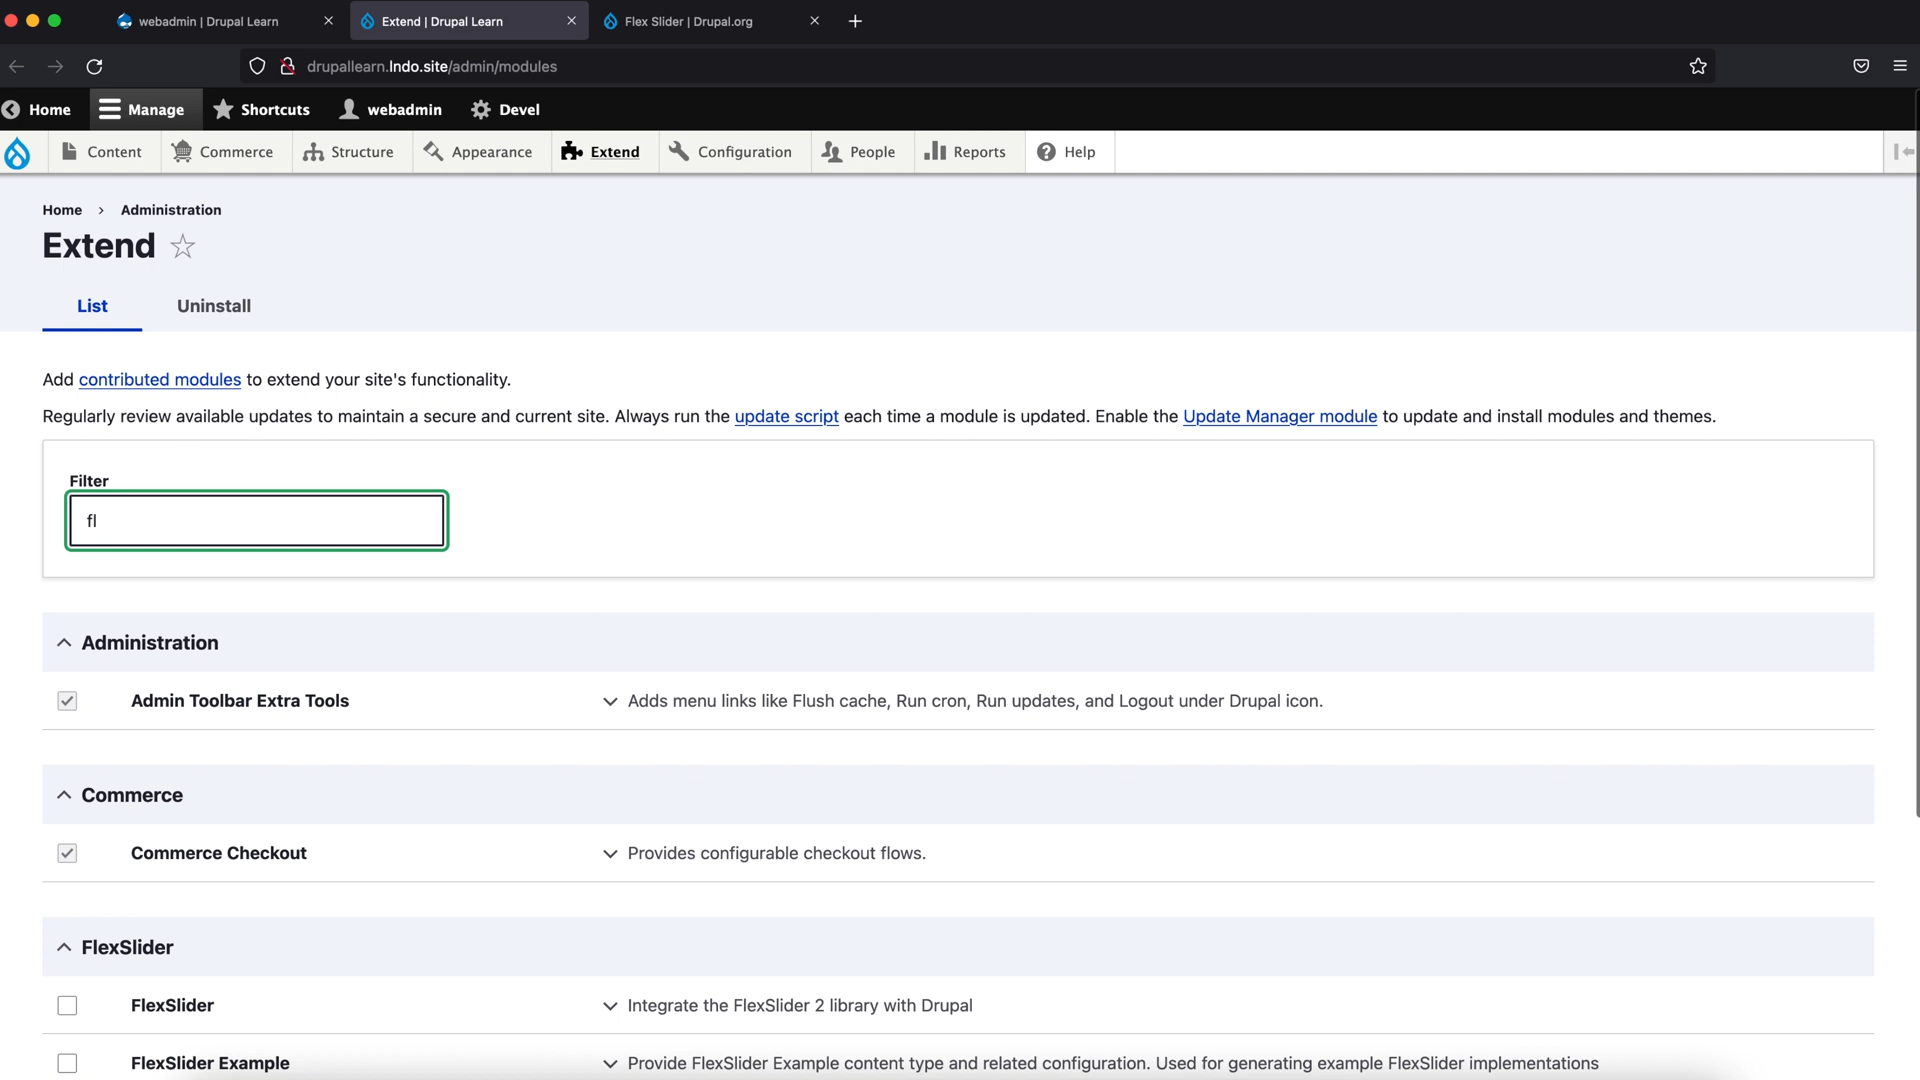 webadmin | Drupal Learn
Extend | Drupal Learn
Flex Slider | Drupal.org
drupallearn.lndo.site/admin/modules
Home Manage Shortcuts webadmin Devel
Content Commerce Structure Appearance Extend Configuration People Reports Help
Home › Administration
Extend
List Uninstall
Add contributed modules to extend your site's functionality.
Regularly review available updates to maintain a secure and current site. Always run the update script each time a module is updated. Enable the Update Manager module to update and install modules and themes.
Filter
fl
Administration
Admin Toolbar Extra Tools Adds menu links like Flush cache, Run cron, Run updates, and Logout under Drupal icon.
Commerce
Commerce Checkout Provides configurable checkout flows.
FlexSlider
FlexSlider Integrate the FlexSlider 2 library with Drupal
FlexSlider Example Provide FlexSlider Example content type and related configuration. Used for generating example FlexSlider implementations